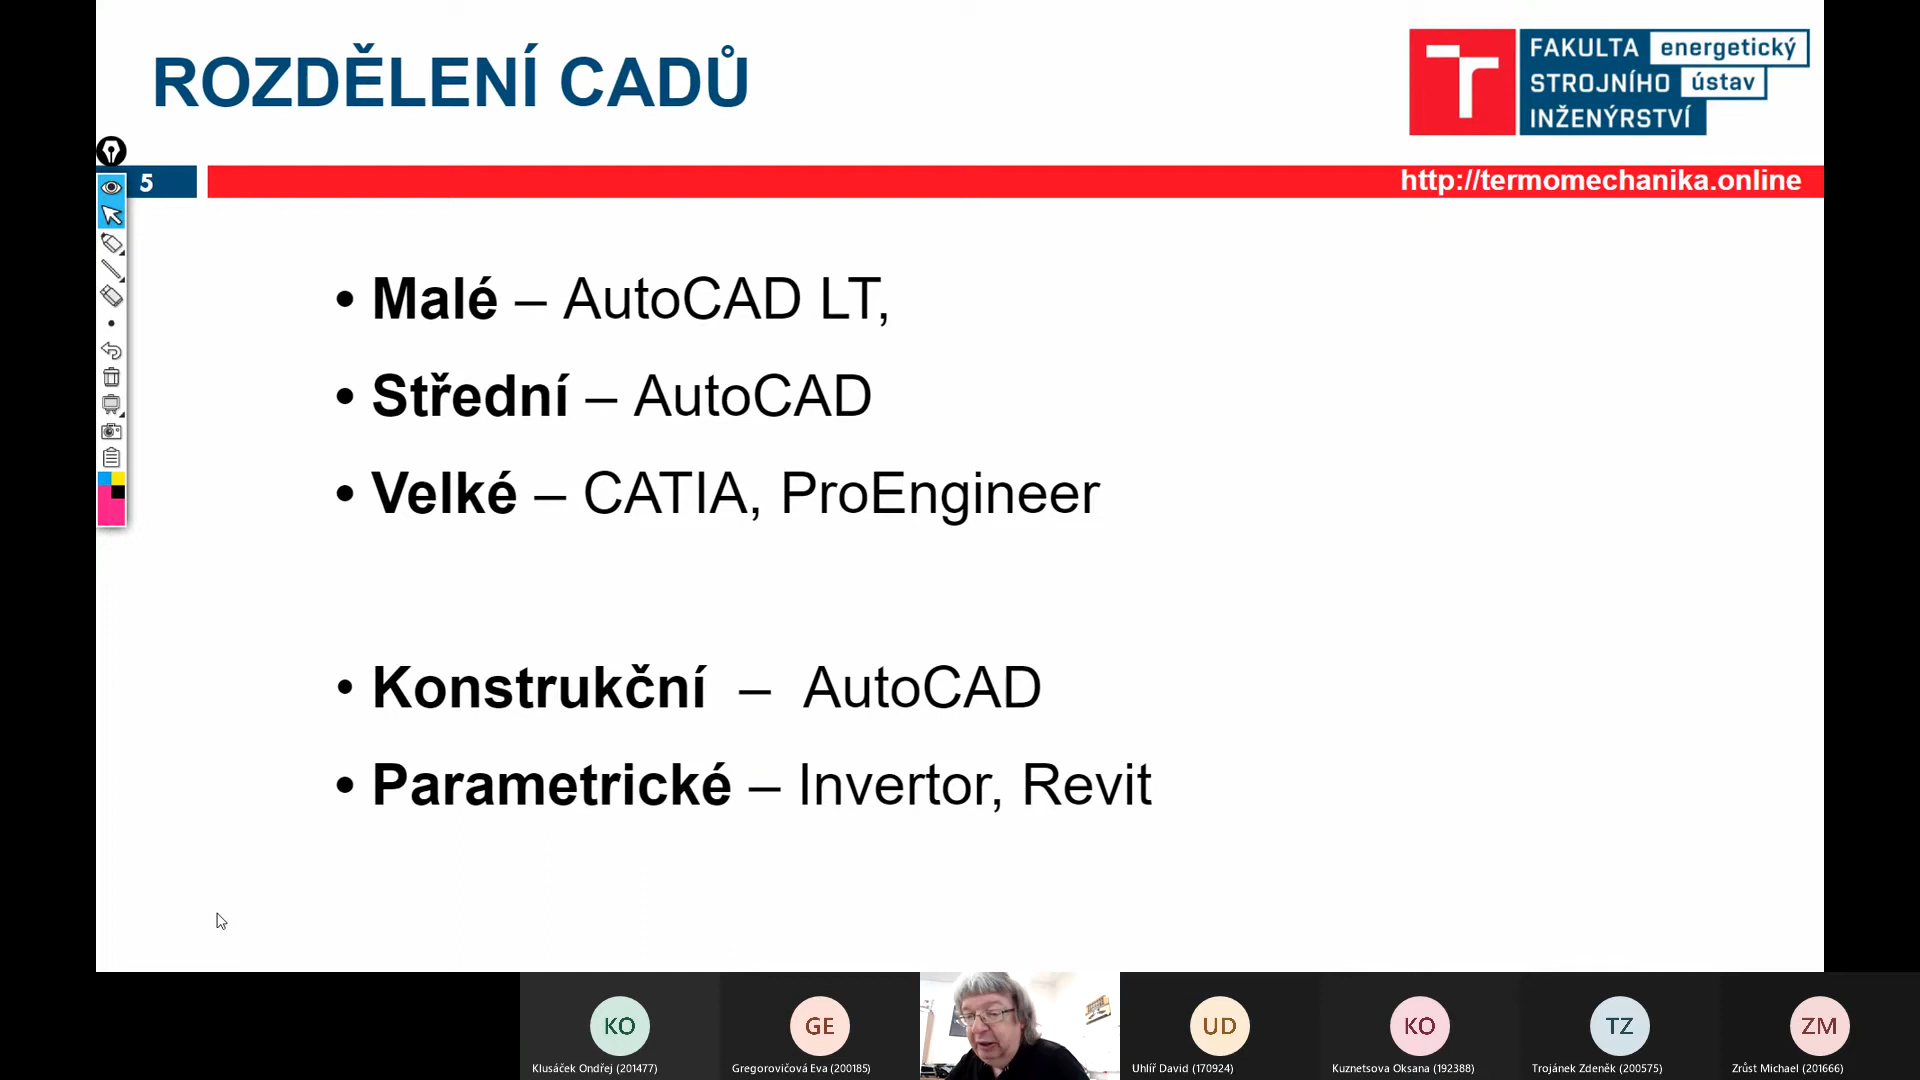 ROZDĚLENÍ CADŮ
FAKULTA energetický
STROJNÍHO ústav
INŽENÝRSTVÍ
5
http://termomechanika.online
• Malé – AutoCAD LT,
• Střední – AutoCAD
• Velké – CATIA, ProEngineer
• Konstrukční – AutoCAD
• Parametrické – Invertor, Revit
KO
GE
UD
KO
TZ
ZM
Klusáček Ondřej (201477)
Gregorovičová Eva (200185)
Uhlíř David (170924)
Kuznetsova Oksana (192388)
Trojánek Zdeněk (200575)
Zrůst Michael (201666)